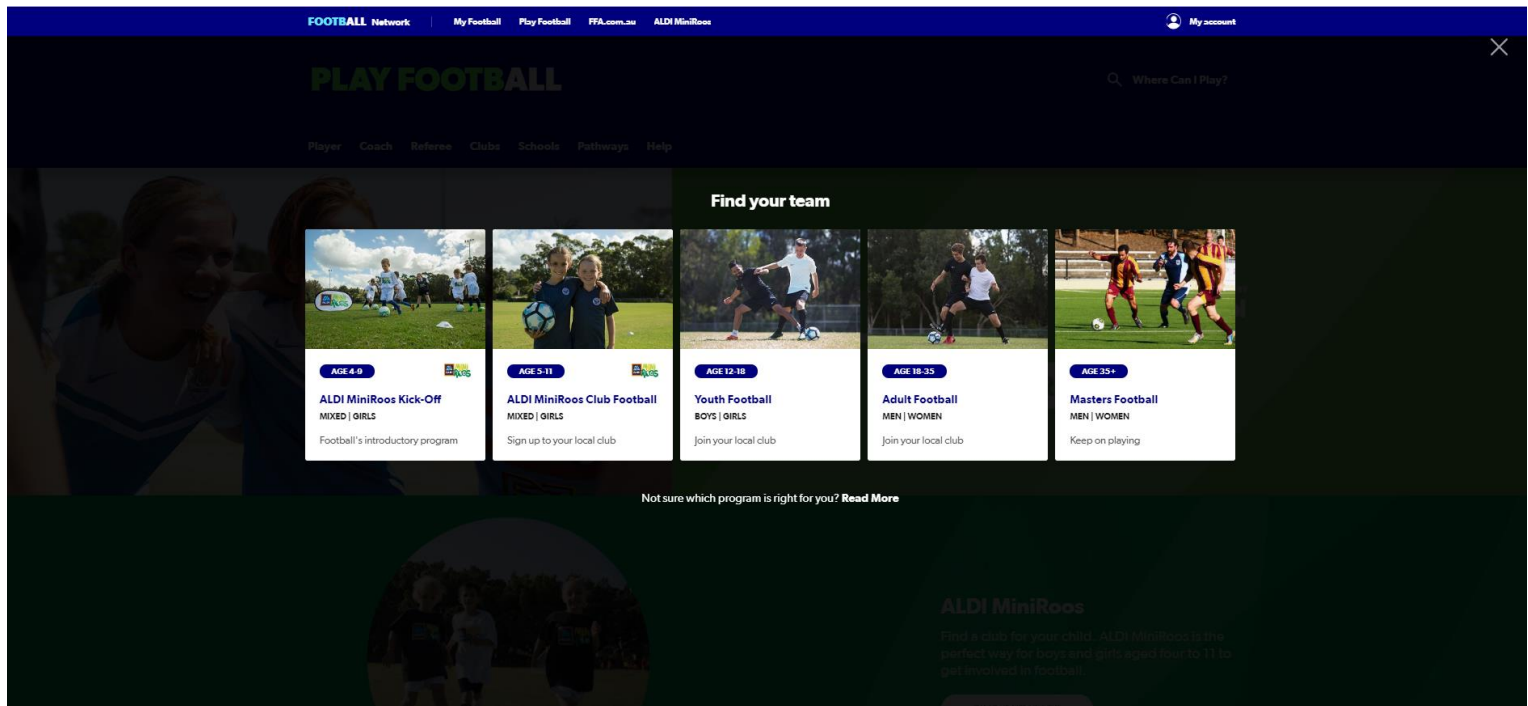 FOOTBALL Network
My Football
Play Football
FFA.com.au
ALDI MiniRoos
My account
PLAY FOOTBALL
Where Can I Play?
Player
Coach
Referee
Clubs
Schools
Pathways
Help
Find your team
AGE 4-9
ALDI MiniRoos Kick-Off
MIXED | GIRLS
Football's introductory program
AGE 5-11
ALDI MiniRoos Club Football
MIXED | GIRLS
Sign up to your local club
AGE 12-18
Youth Football
BOYS | GIRLS
Join your local club
AGE 18-35
Adult Football
MEN | WOMEN
Join your local club
AGE 35+
Masters Football
MEN | WOMEN
Keep on playing
Not sure which program is right for you? Read More
ALDI MiniRoos
Find a club for your child. ALDI MiniRoos is the
perfect way for boys and girls aged four to 11 to
get involved in football.